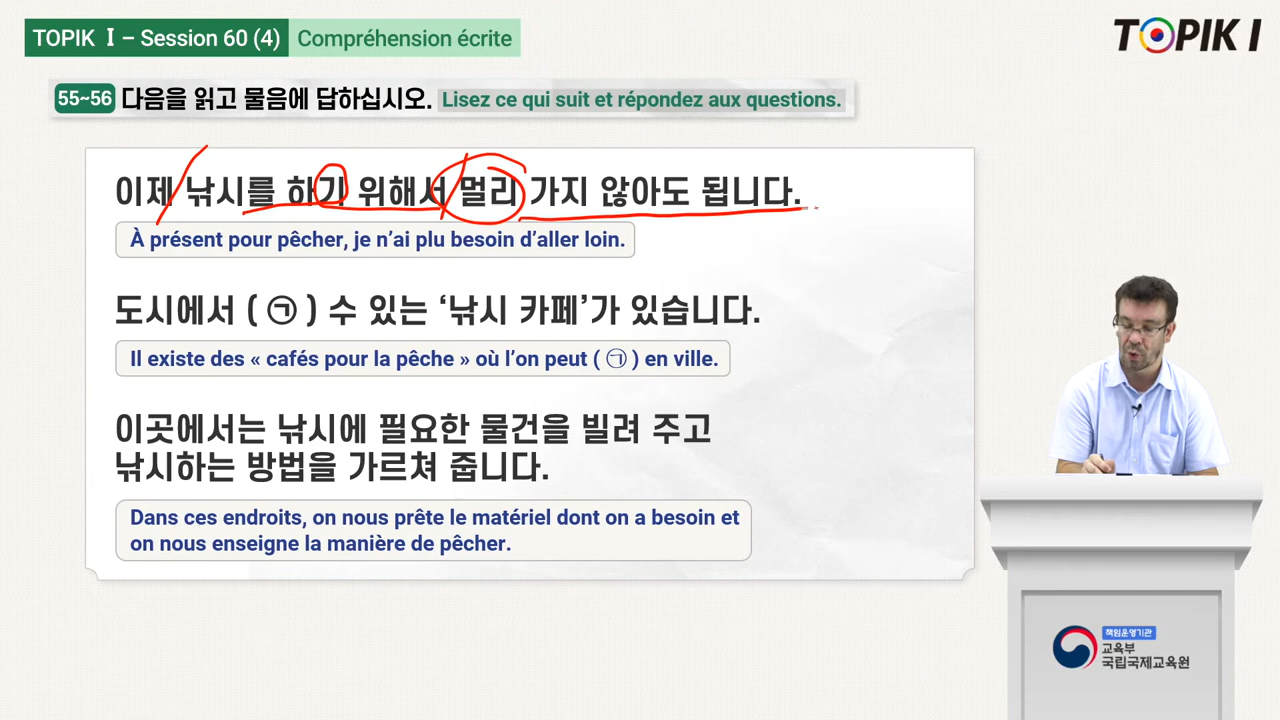 TOPIK Ⅰ – Session 60 (4) Compréhension écrite
TOPIK I
55~56 다음을 읽고 물음에 답하십시오. Lisez ce qui suit et répondez aux questions.
이제 낚시를 하기 위해서 멀리 가지 않아도 됩니다.
À présent pour pêcher, je n'ai plu besoin d'aller loin.
도시에서 ( ㉠ ) 수 있는 ‘낚시 카페’가 있습니다.
Il existe des « cafés pour la pêche » où l'on peut ( ㉠ ) en ville.
이곳에서는 낚시에 필요한 물건을 빌려 주고
낚시하는 방법을 가르쳐 줍니다.
Dans ces endroits, on nous prête le matériel dont on a besoin et
on nous enseigne la manière de pêcher.
책임운영기관
교육부
국립국제교육원